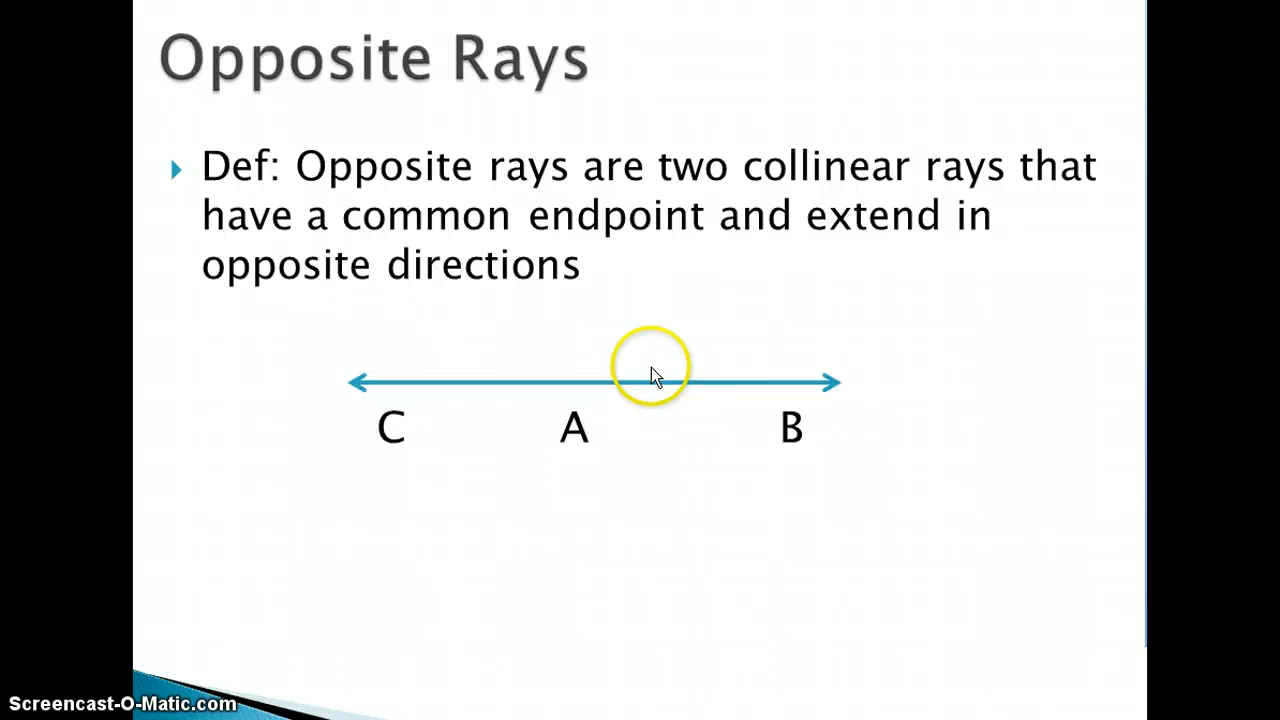 Opposite Rays
Def: Opposite rays are two collinear rays that
have a common endpoint and extend in
opposite directions
C A B
Screencast-O-Matic.com